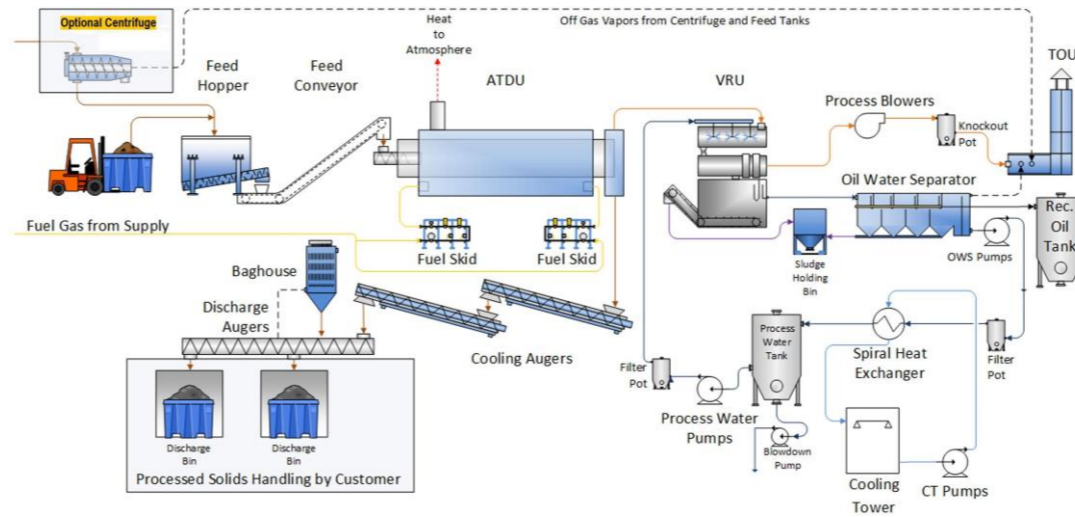 Optional Centrifuge
Off Gas Vapors from Centrifuge and Feed Tanks
Heat
to
Atmosphere
TOU
Feed
Hopper
Feed
Conveyor
ATDU
VRU
Process Blowers
Knockout
Pot
Oil Water Separator
Rec.
Oil
Tank
Fuel Gas from Supply
Fuel Skid
Fuel Skid
OWS Pumps
Sludge
Holding
Bin
Baghouse
Discharge
Augers
Cooling Augers
Process
Water
Tank
Spiral Heat
Exchanger
Filter
Pot
Filter
Pot
Process Water
Pumps
Blowdown
Pump
Discharge
Bin
Discharge
Bin
Processed Solids Handling by Customer
Cooling
Tower
CT Pumps